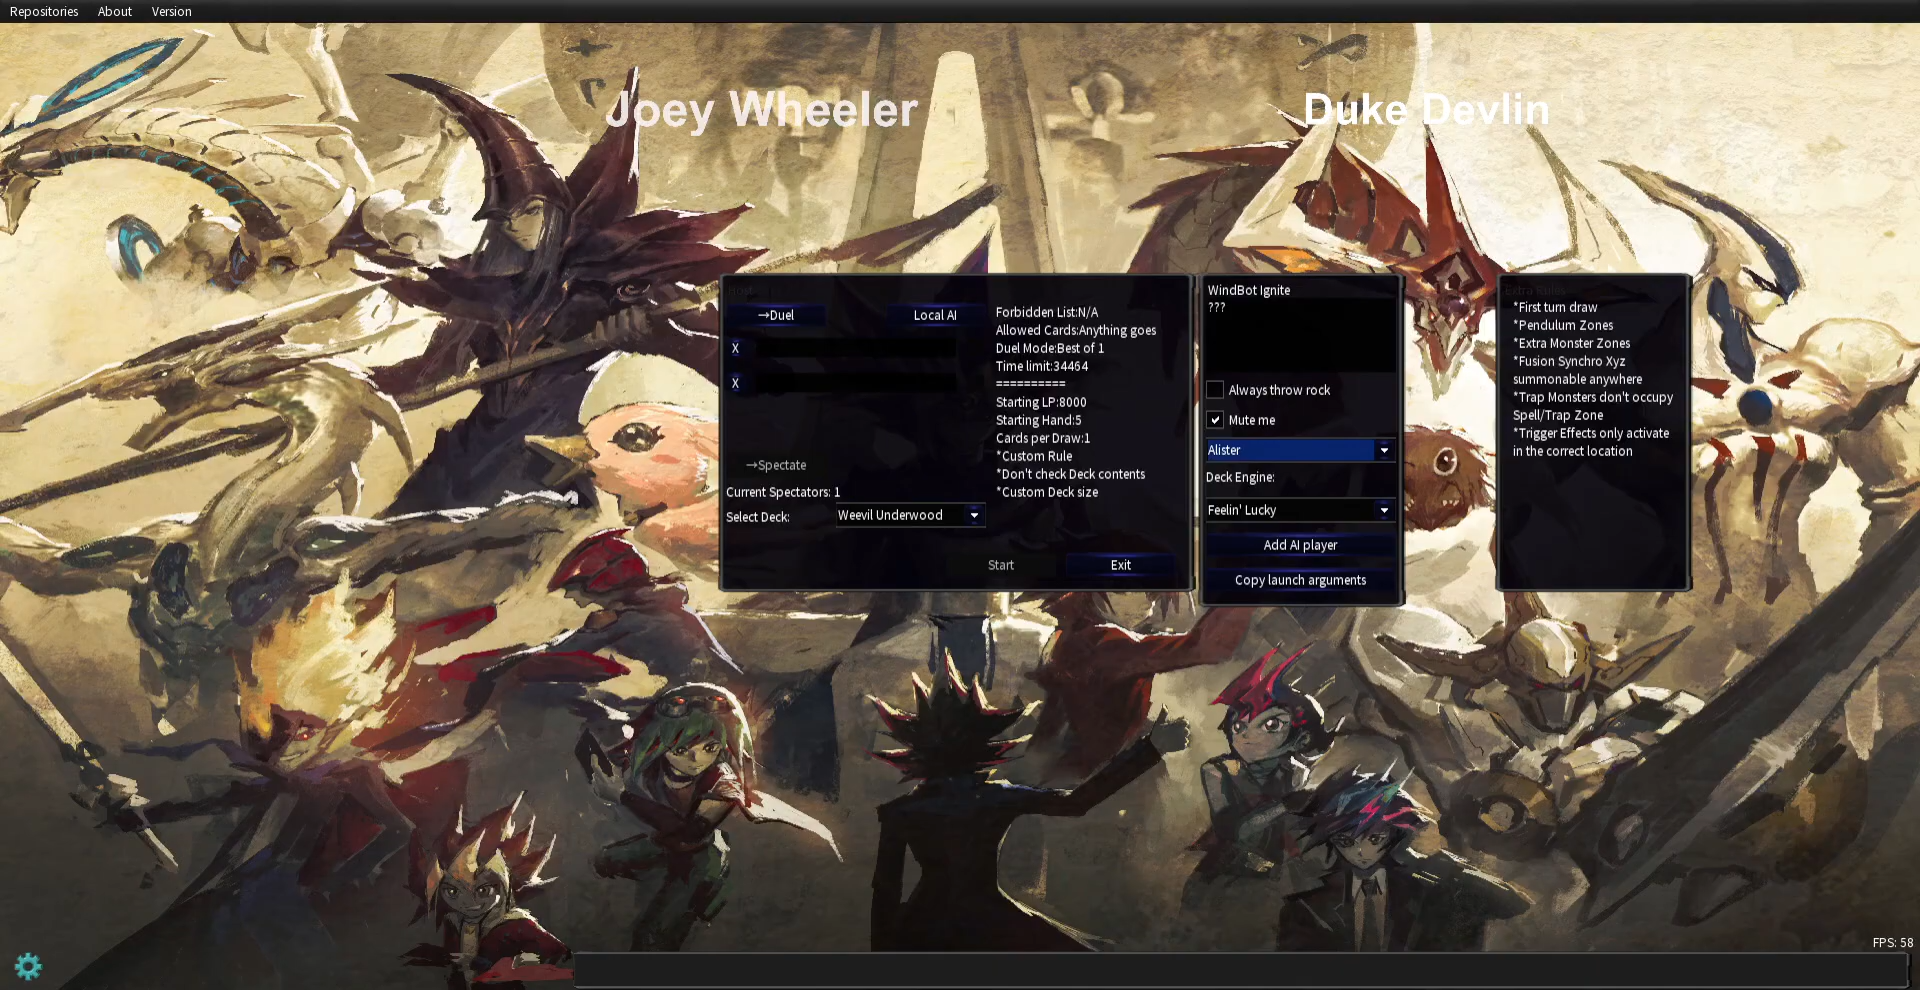 Repositories About Version
Joey Wheeler
Duke Devlin
Host
→Duel
Local AI
X
X
→Spectate
Current Spectators: 1
Select Deck:
Weevil Underwood
Start
Exit
Forbidden List:N/A
Allowed Cards:Anything goes
Duel Mode:Best of 1
Time limit:34464
==========
Starting LP:8000
Starting Hand:5
Cards per Draw:1
*Custom Rule
*Don't check Deck contents
*Custom Deck size
WindBot Ignite
???
Always throw rock
Mute me
Alister
Deck Engine:
Feelin' Lucky
Add AI player
Copy launch arguments
Extra Rules
*First turn draw
*Pendulum Zones
*Extra Monster Zones
*Fusion Synchro Xyz
summonable anywhere
*Trap Monsters don't occupy
Spell/Trap Zone
*Trigger Effects only activate
in the correct location
FPS: 58